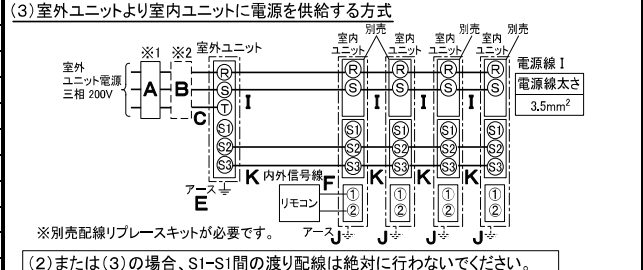 (3)室外ユニットより室内ユニットに電源を供給する方式
※1 ※2 室外ユニット
室内ユニット 別売 室内ユニット 室内ユニット 別売 室内ユニット 別売
室外
ユニット電源
三相 200V
A B C
R S T S1 S2 S3
I
R S S1 S2 S3 ① ②
I
R S S1 S2 S3 ① ②
I
R S S1 S2 S3 ① ②
I
R S S1 S2 S3 ① ②
電源線 I
電源線太さ
3.5mm²
アース
E
K 内外信号線 F K K K
リモコン
アース J J J J
※別売配線リプレースキットが必要です。
(2)または(3)の場合、S1-S1間の渡り配線は絶対に行わないでください。